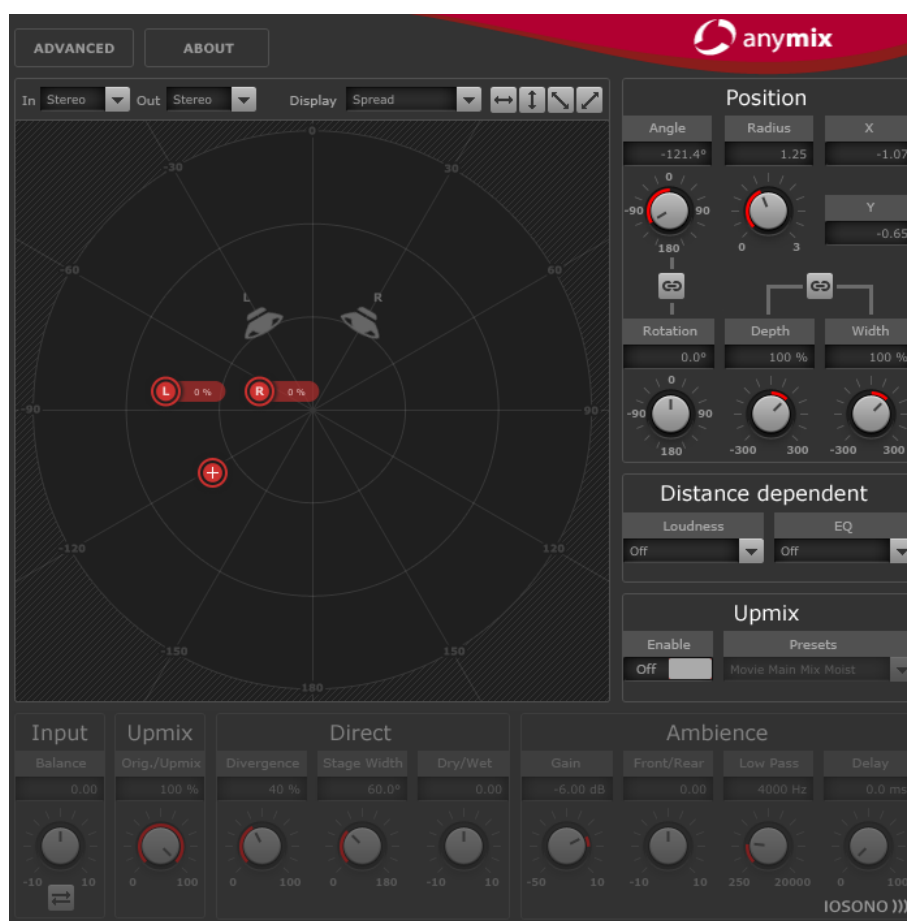 ADVANCED ABOUT
anymix
In Stereo Out Stereo Display Spread
0
-30 30
-60 60
L R
L 0 % R 0 %
-90 90
-120 120
-150 150
180
Position
Angle Radius X
-121.4° 1.25 -1.07
0
Y
-90 90
-0.65
180 0 3
Rotation Depth Width
0.0° 100 % 100 %
0
-90 90
180 -300 300 -300 300
Distance dependent
Loudness EQ
Off Off
Upmix
Enable Presets
Off Movie Main Mix Moist
Input Upmix Direct Ambience
Balance Orig./Upmix Divergence Stage Width Dry/Wet Gain Front/Rear Low Pass Delay
0.00 100 % 40 % 60.0° 0.00 -6.00 dB 0.00 4000 Hz 0.0 ms
-10 10 0 100 0 100 0 180 -10 10 -50 10 -10 10 250 20000 0 100
IOSONO